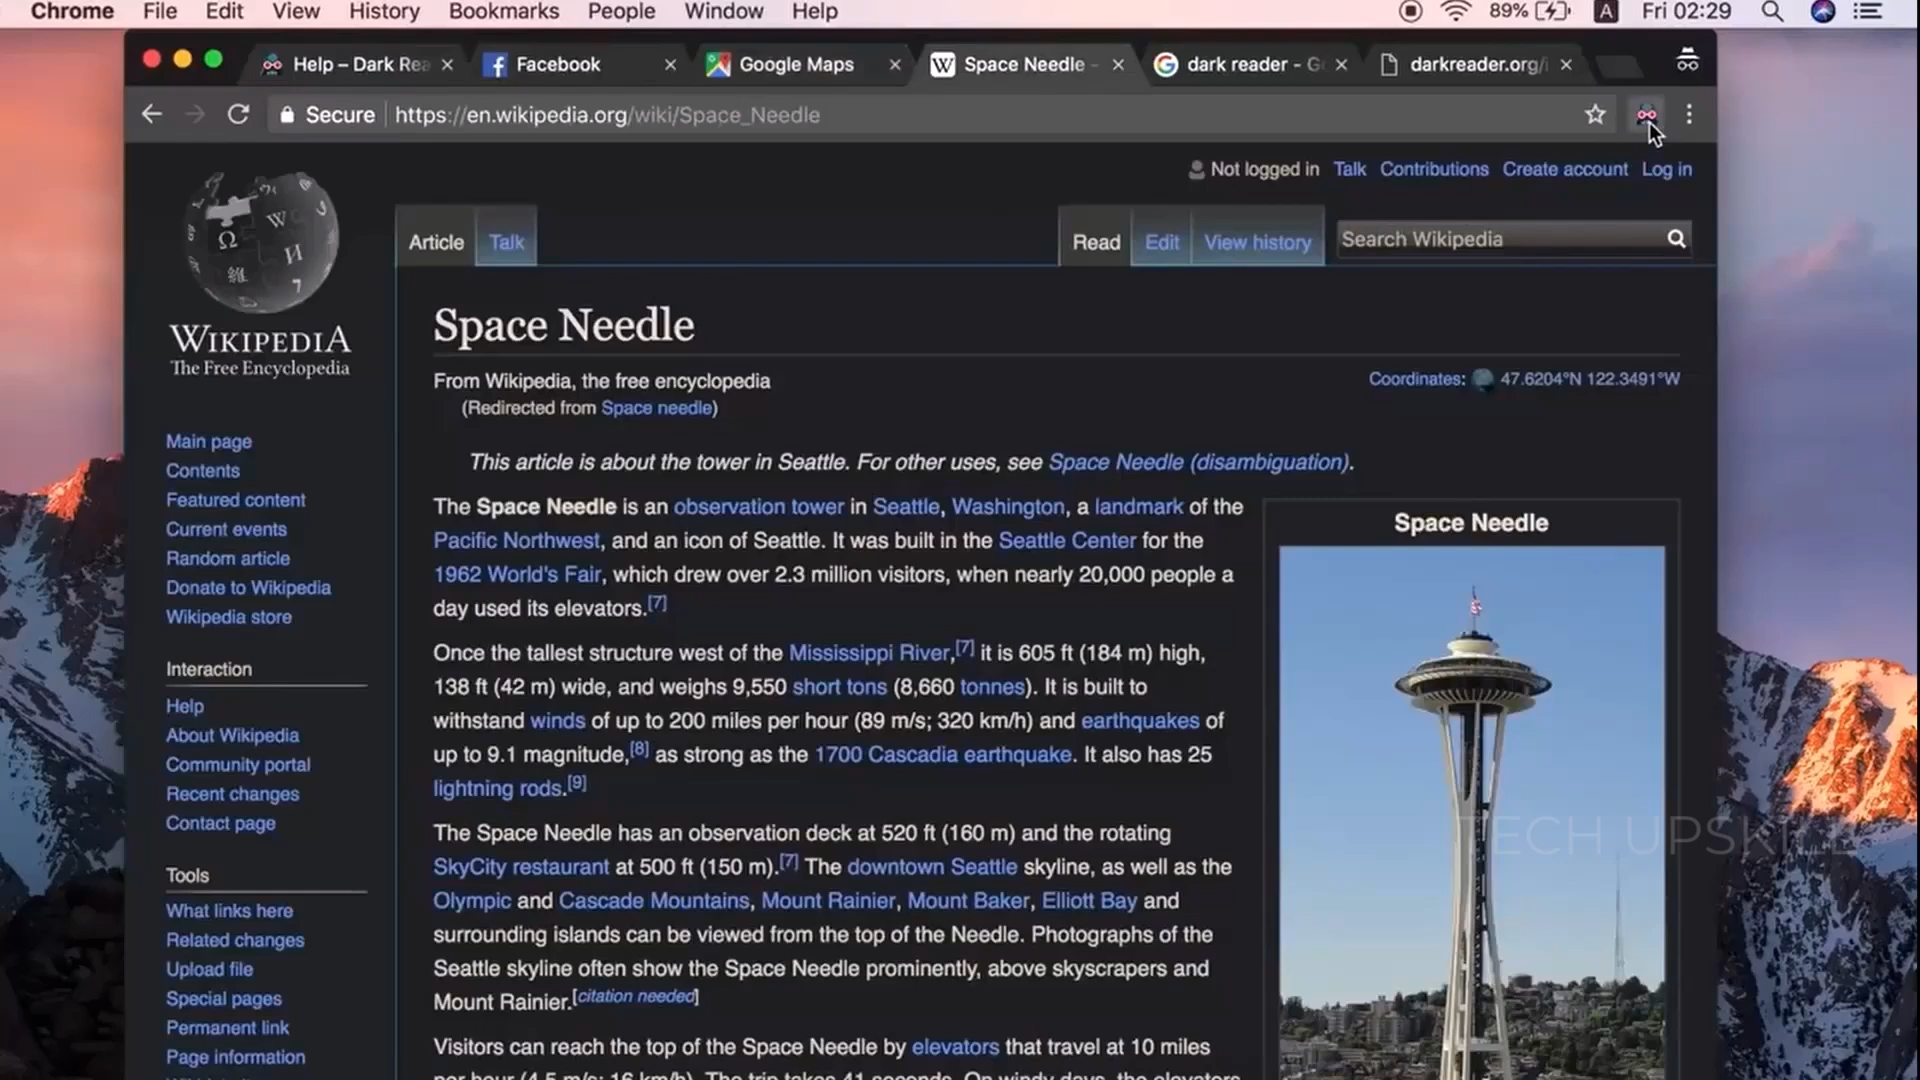 Chrome File Edit View History Bookmarks People Window Help 89% A Fri 02:29
Help – Dark Rea Facebook Google Maps W Space Needle - dark reader - G darkreader.org/i
Secure https://en.wikipedia.org/wiki/Space_Needle
Not logged in Talk Contributions Create account Log in
Article Talk Read Edit View history Search Wikipedia
WIKIPEDIA
The Free Encyclopedia
Main page
Contents
Featured content
Current events
Random article
Donate to Wikipedia
Wikipedia store
Interaction
Help
About Wikipedia
Community portal
Recent changes
Contact page
Tools
What links here
Related changes
Upload file
Special pages
Permanent link
Page information
Space Needle
From Wikipedia, the free encyclopedia
(Redirected from Space needle)
Coordinates: 47.6204°N 122.3491°W
This article is about the tower in Seattle. For other uses, see Space Needle (disambiguation).
The Space Needle is an observation tower in Seattle, Washington, a landmark of the
Pacific Northwest, and an icon of Seattle. It was built in the Seattle Center for the
1962 World's Fair, which drew over 2.3 million visitors, when nearly 20,000 people a
day used its elevators.[7]
Once the tallest structure west of the Mississippi River,[7] it is 605 ft (184 m) high,
138 ft (42 m) wide, and weighs 9,550 short tons (8,660 tonnes). It is built to
withstand winds of up to 200 miles per hour (89 m/s; 320 km/h) and earthquakes of
up to 9.1 magnitude,[8] as strong as the 1700 Cascadia earthquake. It also has 25
lightning rods.[9]
The Space Needle has an observation deck at 520 ft (160 m) and the rotating
SkyCity restaurant at 500 ft (150 m).[7] The downtown Seattle skyline, as well as the
Olympic and Cascade Mountains, Mount Rainier, Mount Baker, Elliott Bay and
surrounding islands can be viewed from the top of the Needle. Photographs of the
Seattle skyline often show the Space Needle prominently, above skyscrapers and
Mount Rainier.[citation needed]
Visitors can reach the top of the Space Needle by elevators that travel at 10 miles
per hour (4.5 m/s; 16 km/h). The trip takes 41 seconds. On windy days, the elevators
Space Needle
TECH UPSKILL